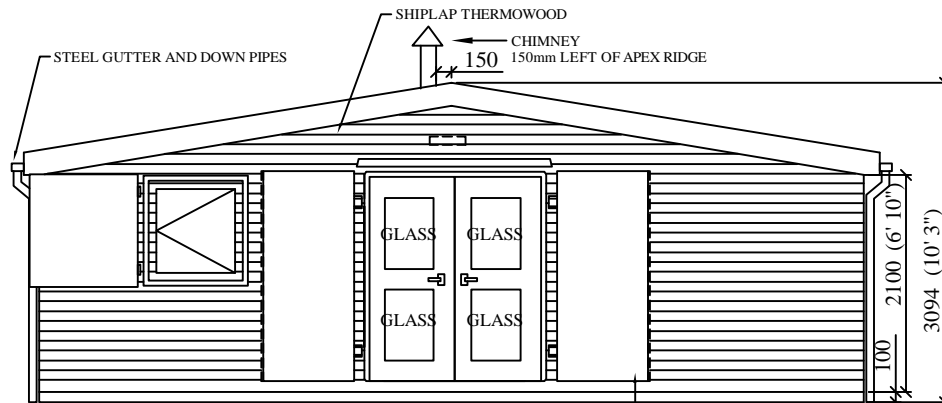 SHIPLAP THERMOWOOD
CHIMNEY
150mm LEFT OF APEX RIDGE
STEEL GUTTER AND DOWN PIPES
150
GLASS
GLASS
GLASS
GLASS
2100 (6' 10")
3094 (10' 3")
100